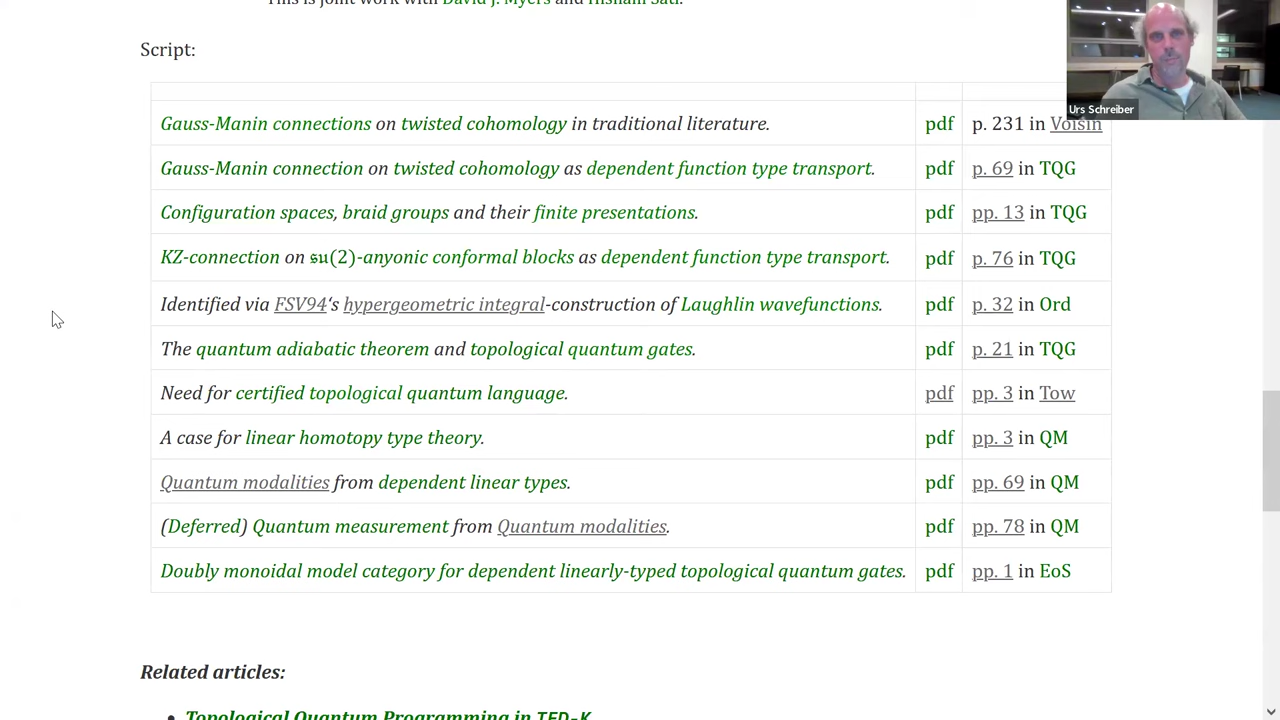 This is joint work with David J. Myers and Hisham Sati.
Script:
Urs Schreiber
Gauss-Manin connections on twisted cohomology in traditional literature. pdf p. 231 in Voisin
Gauss-Manin connection on twisted cohomology as dependent function type transport. pdf p. 69 in TQG
Configuration spaces, braid groups and their finite presentations. pdf pp. 13 in TQG
KZ-connection on 𝔰𝔲(2)-anyonic conformal blocks as dependent function type transport. pdf p. 76 in TQG
Identified via FSV94‘s hypergeometric integral-construction of Laughlin wavefunctions. pdf p. 32 in Ord
The quantum adiabatic theorem and topological quantum gates. pdf p. 21 in TQG
Need for certified topological quantum language. pdf pp. 3 in Tow
A case for linear homotopy type theory. pdf pp. 3 in QM
Quantum modalities from dependent linear types. pdf pp. 69 in QM
(Deferred) Quantum measurement from Quantum modalities. pdf pp. 78 in QM
Doubly monoidal model category for dependent linearly-typed topological quantum gates. pdf pp. 1 in EoS
Related articles:
• Topological Quantum Programming in TED-K